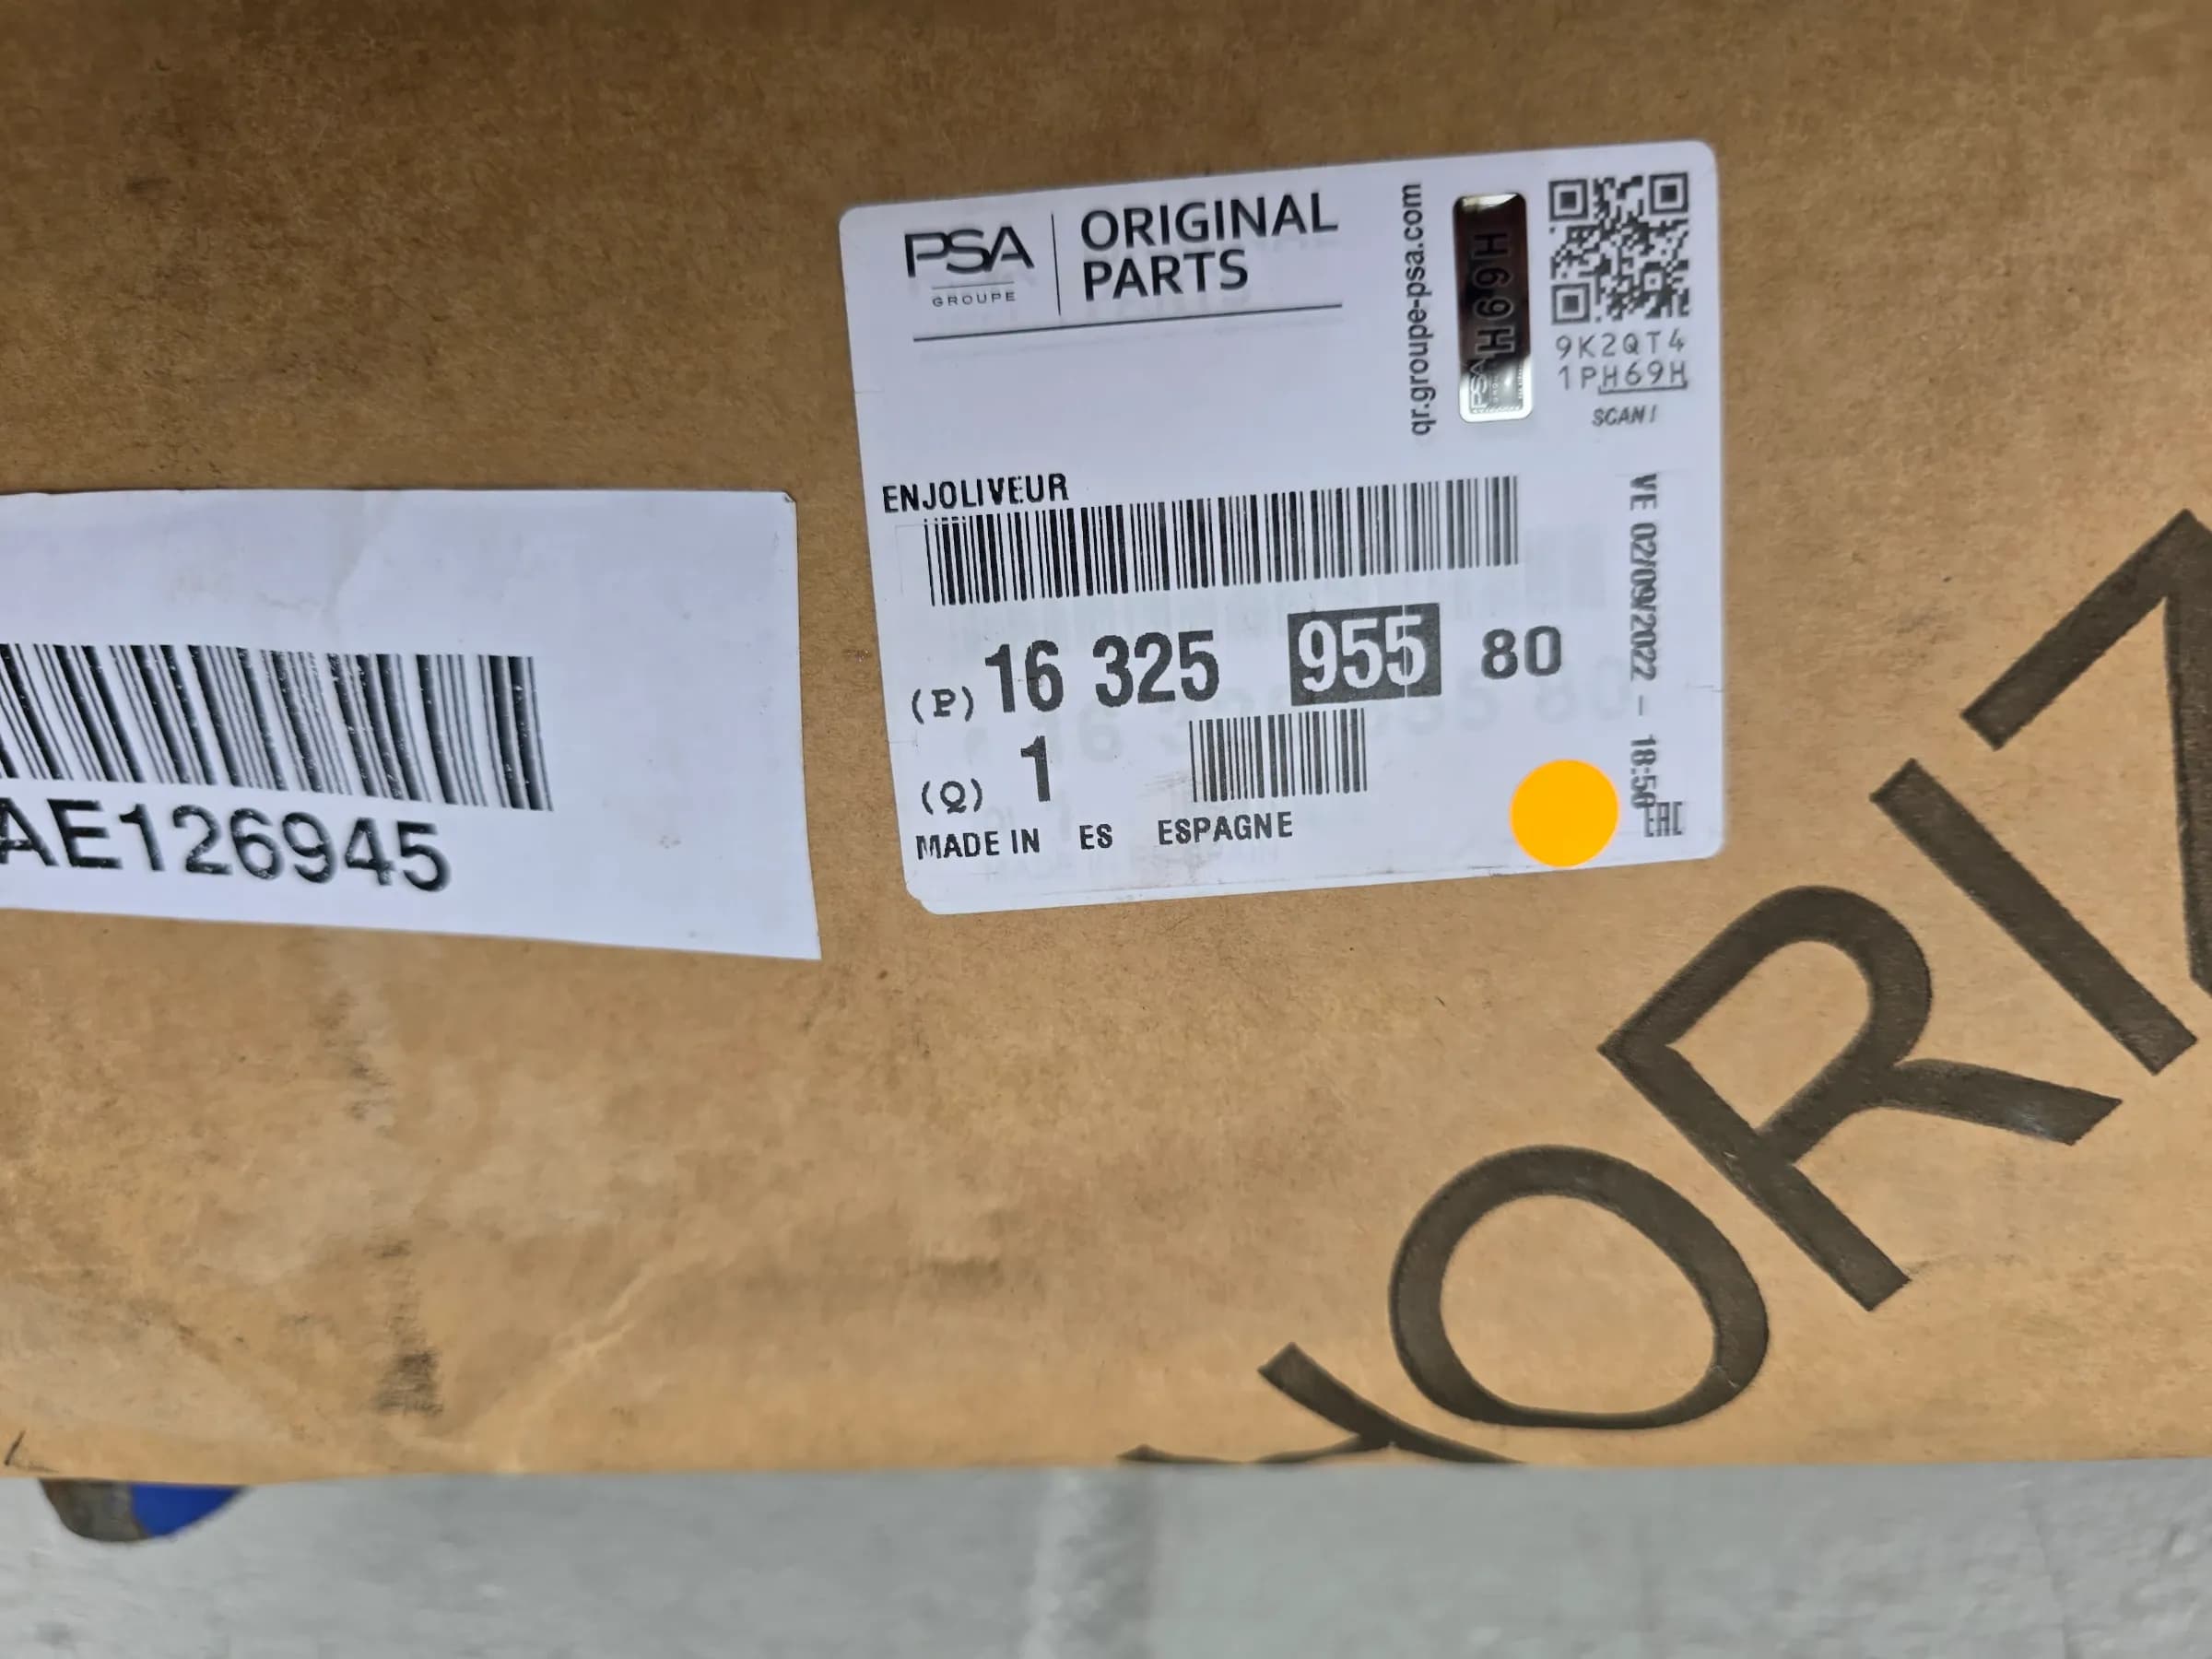 PSA
GROUPE
ORIGINAL
PARTS
qr.groupe-psa.com
H69H
PSA
9K2QT4
1PH69H
SCAN!
ENJOLIVEUR
(P) 16 325 955 80
(Q) 1
MADE IN ES ESPAGNE
VE 02/09/2022 - 18:50
EAC
AE126945